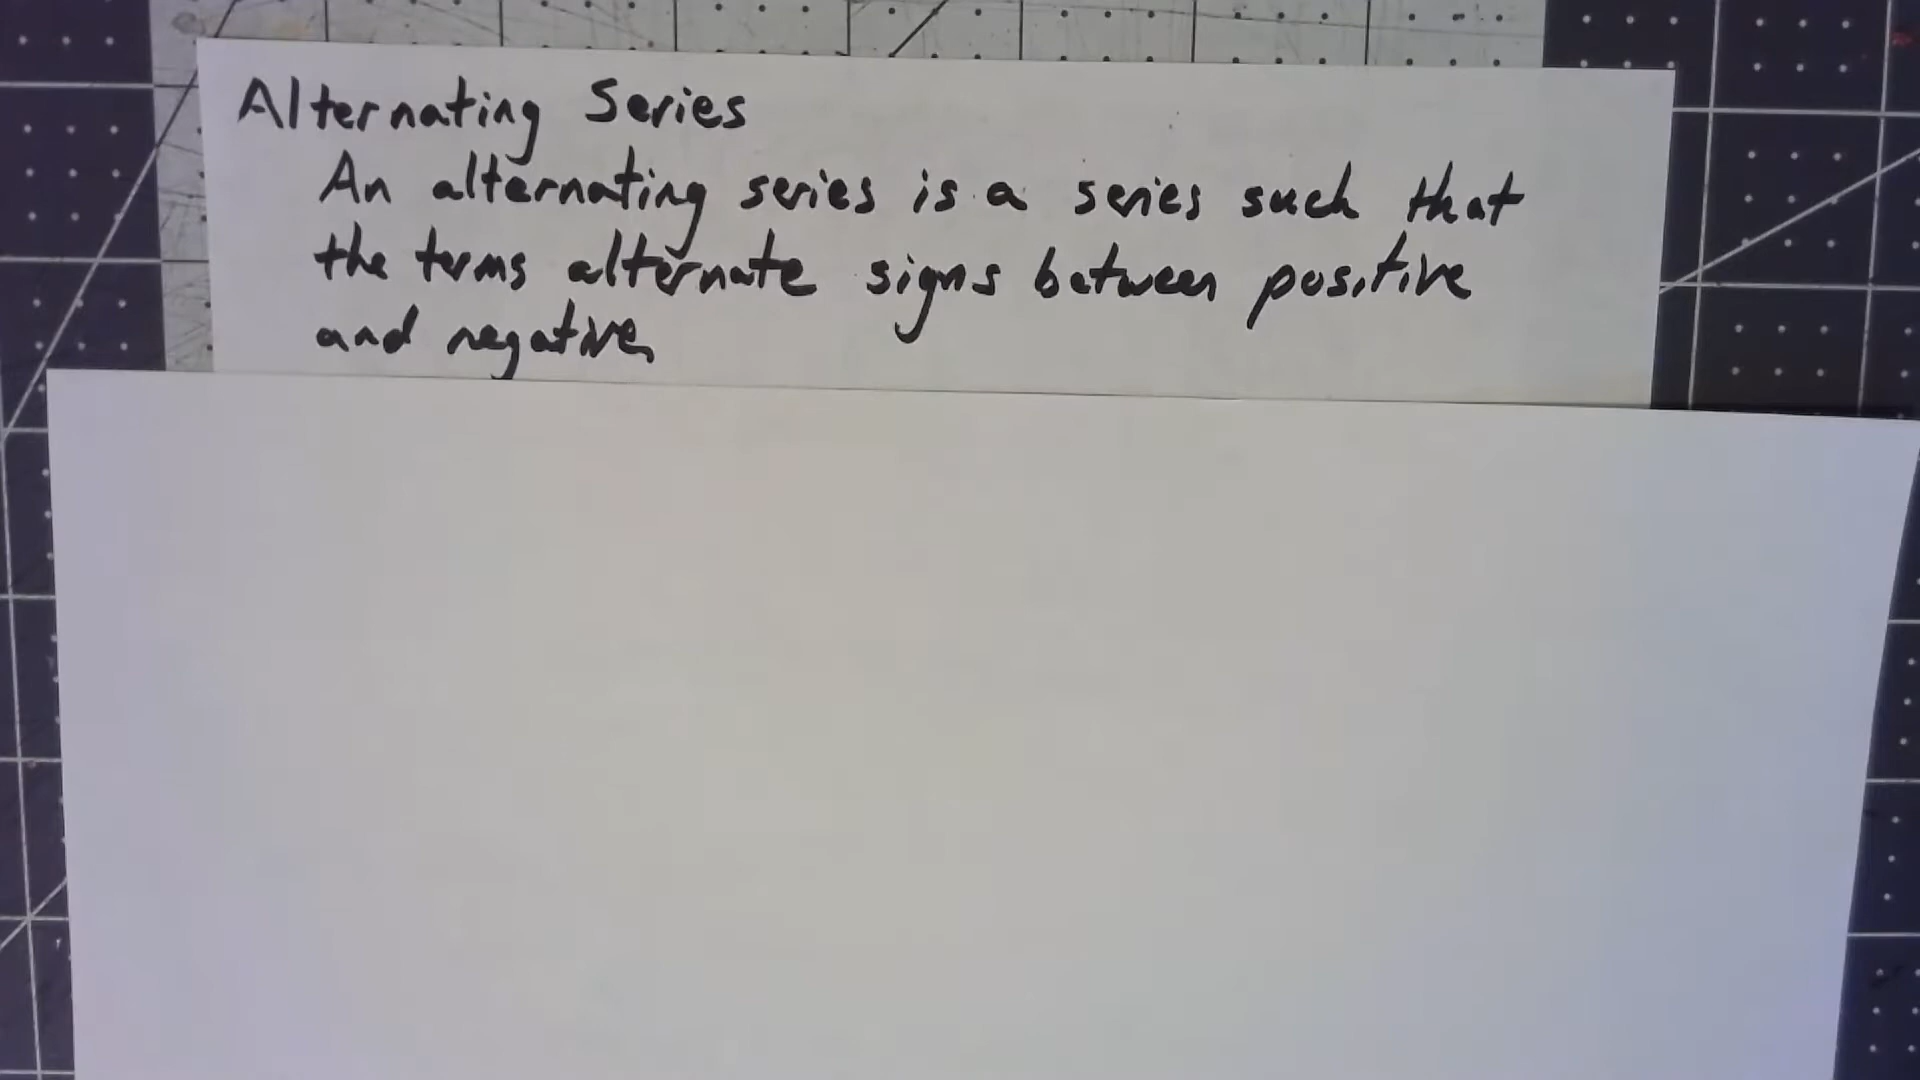 Alternating Series
An alternating series is a series such that
the terms alternate signs between positive
and negative.